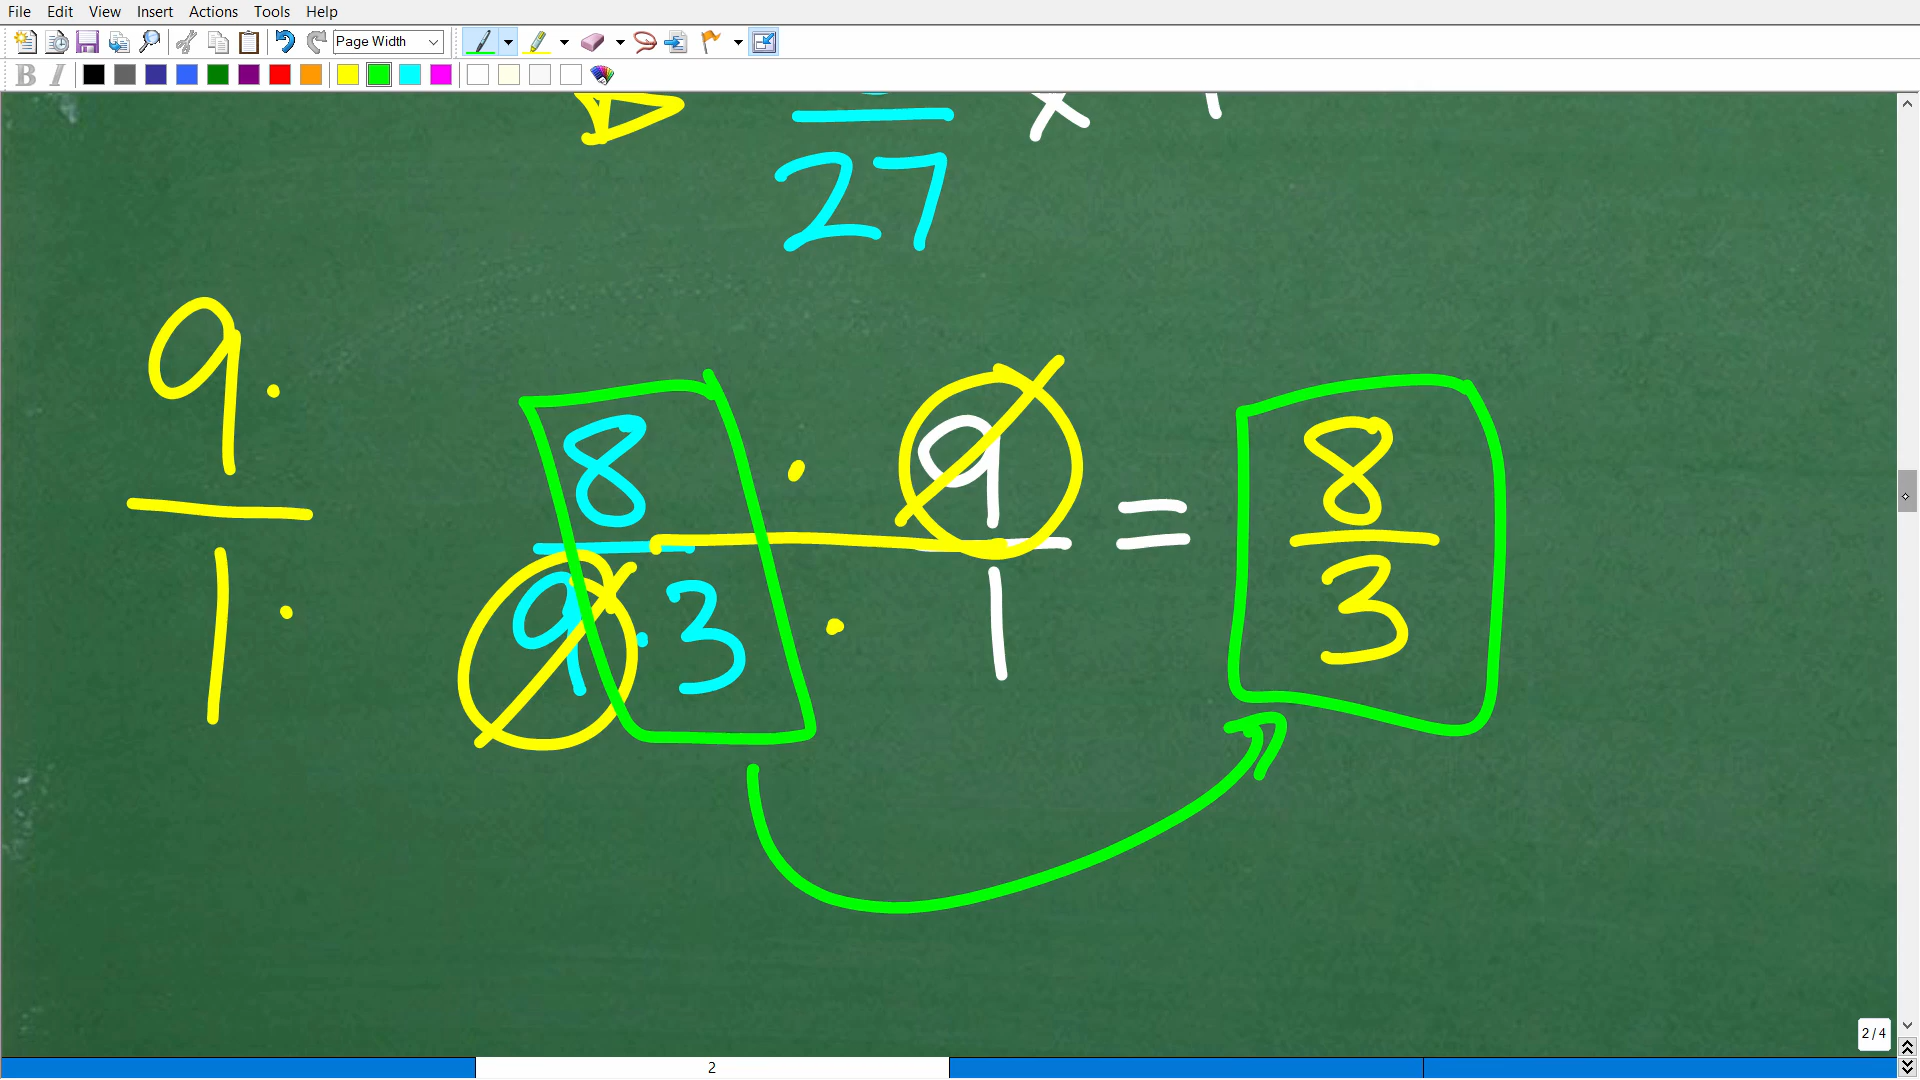 File Edit View Insert Actions Tools Help
Page Width
B I
27
×
9 ·
1 ·
8 · 9 = 8
9 · 3 · 1 3
2 / 4
2